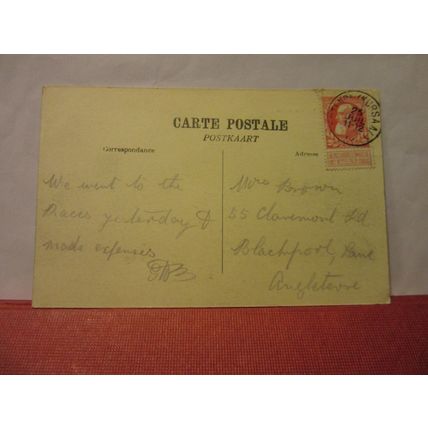 CARTE POSTALE
POSTKAART
Correspondance
Adresse
We went to the
Races yesterday &
made expenses
Mrs Brown
55 Claremont Rd
Blackpool, Lanc
Angleterre